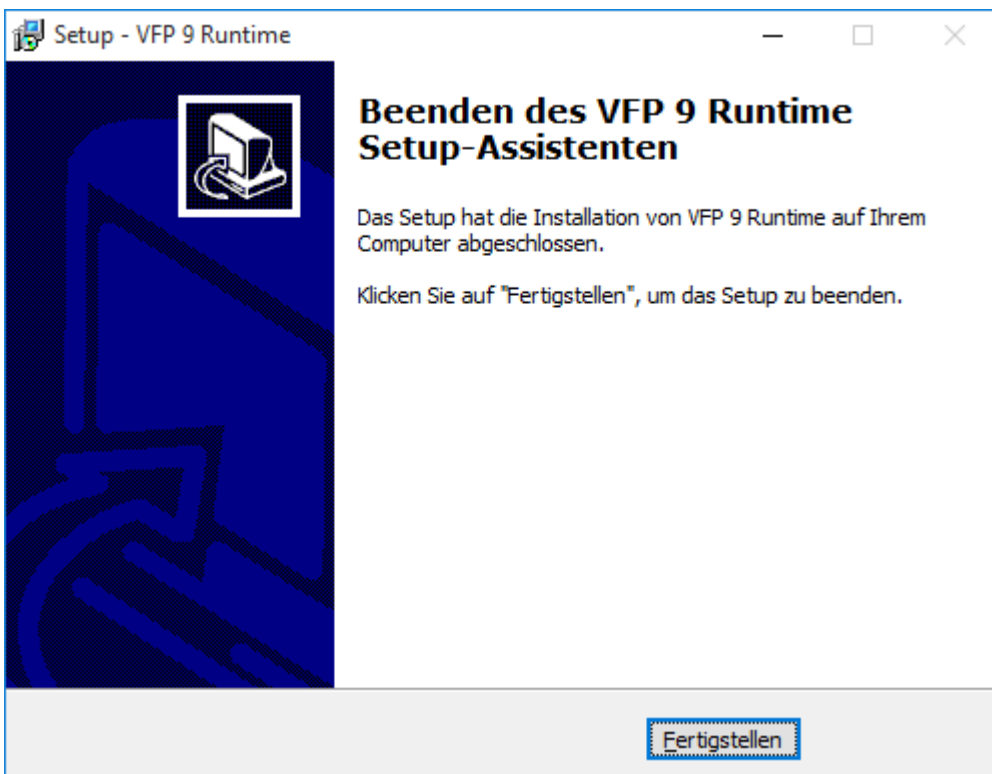 Setup - VFP 9 Runtime
Beenden des VFP 9 Runtime
Setup-Assistenten
Das Setup hat die Installation von VFP 9 Runtime auf Ihrem
Computer abgeschlossen.
Klicken Sie auf "Fertigstellen", um das Setup zu beenden.
Fertigstellen